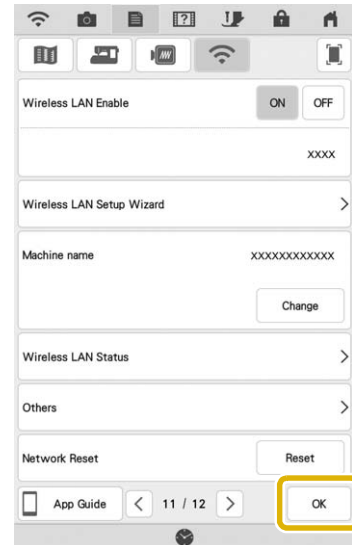 Wireless LAN Enable
ON
OFF
xxxx
Wireless LAN Setup Wizard
Machine name
xxxxxxxxxxxx
Change
Wireless LAN Status
Others
Network Reset
Reset
App Guide
11 / 12
OK